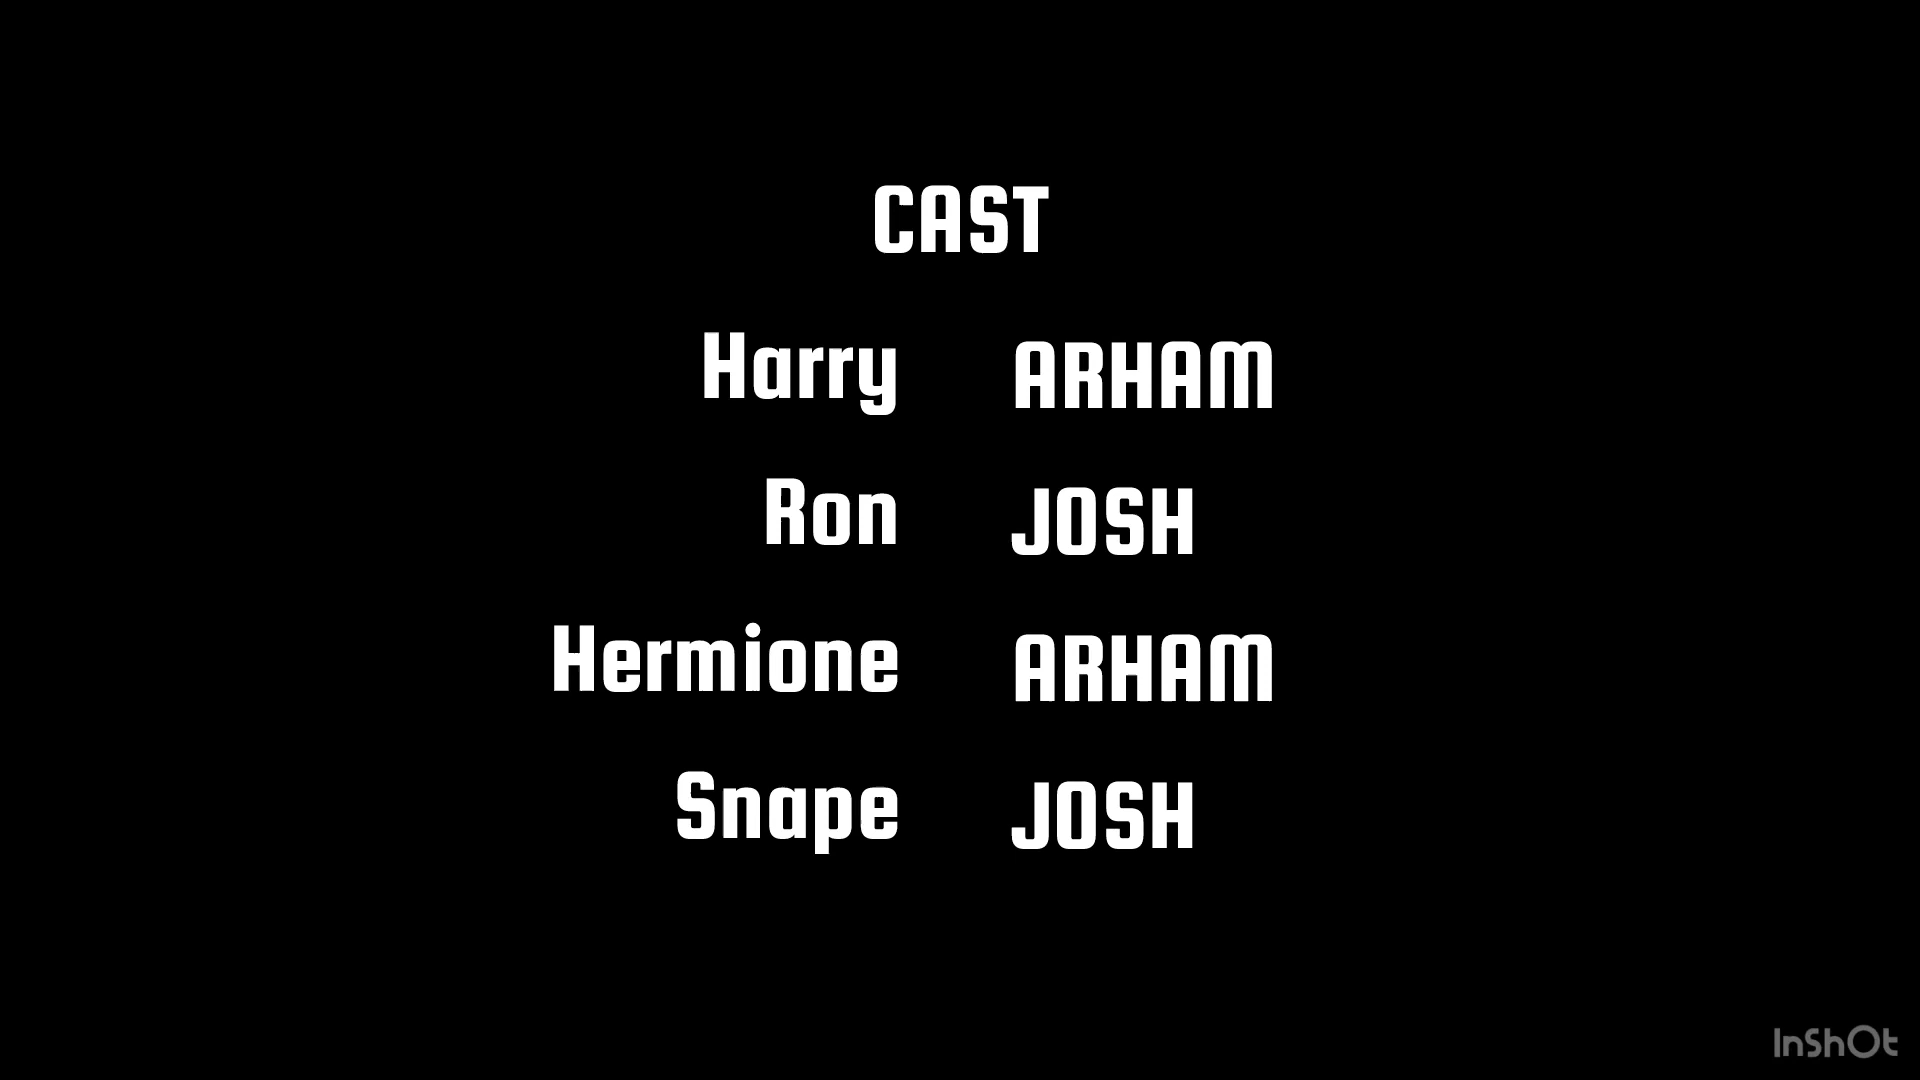 CAST
Harry ARHAM
Ron JOSH
Hermione ARHAM
Snape JOSH
InShOt